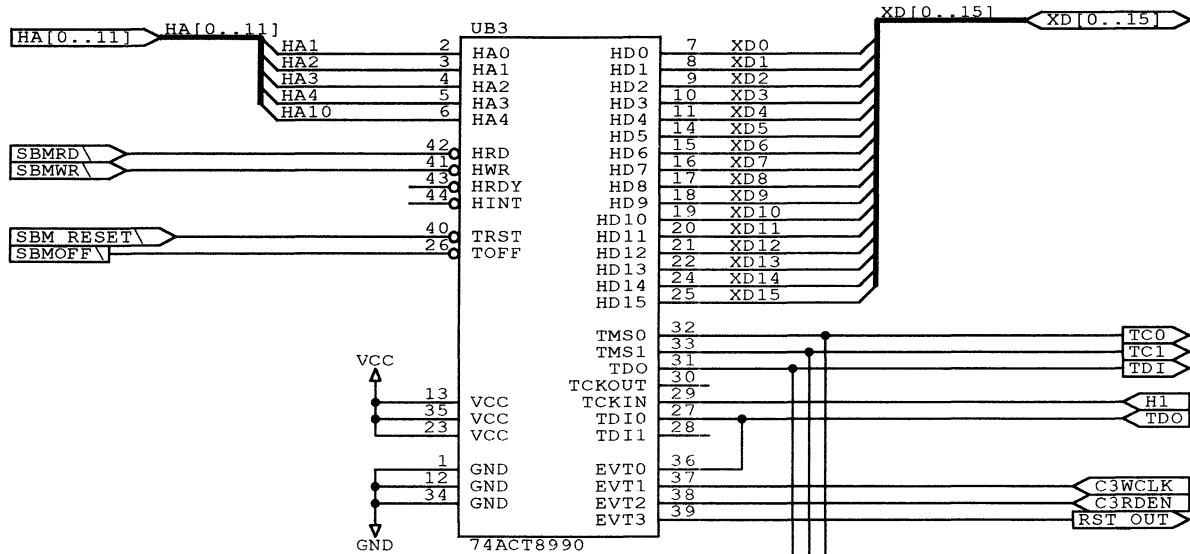 HA[0..11]
HA[0..11]
UB3
XD[0..15]
XD[0..15]
HA1 2 HA0 HD0 7 XD0
HA2 3 HA1 HD1 8 XD1
HA3 4 HA2 HD2 9 XD2
HA4 5 HA3 HD3 10 XD3
HA10 6 HA4 HD4 11 XD4
HD5 14 XD5
SBMRD\ 42 HRD HD6 15 XD6
SBMWR\ 41 HWR HD7 16 XD7
43 HRDY HD8 17 XD8
44 HINT HD9 18 XD9
HD10 19 XD10
SBM RESET\ 40 TRST HD11 20 XD11
SBMOFF\ 26 TOFF HD12 21 XD12
HD13 22 XD13
HD14 24 XD14
HD15 25 XD15
TMS0 32 TC0
TMS1 33 TC1
VCC TDO 31 TDI
TCKOUT 30
13 VCC TCKIN 29 H1
35 VCC TDI0 27 TDO
23 VCC TDI1 28
1 GND EVT0 36
12 GND EVT1 37 C3WCLK
34 GND EVT2 38 C3RDEN
EVT3 39 RST OUT
GND 74ACT8990